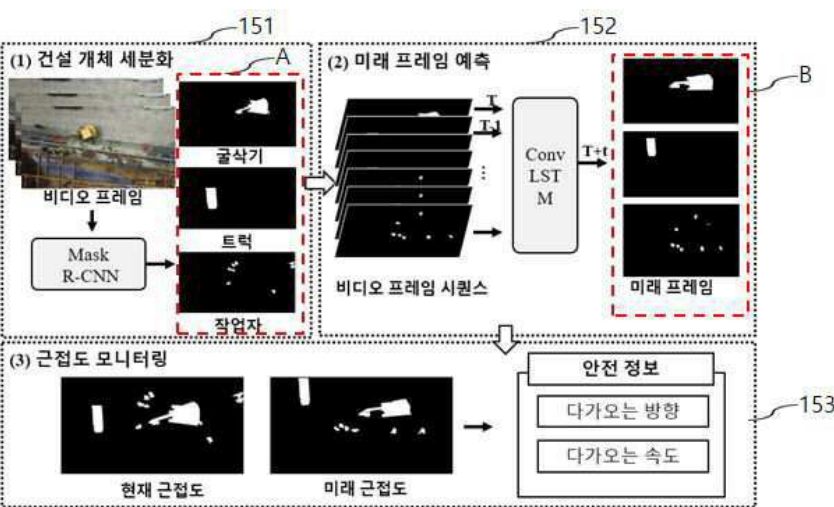 151
152
(1) 건설 개체 세분화
A
(2) 미래 프레임 예측
B
T
T-1
굴삭기
Conv
LST
M
T+t
⋮
비디오 프레임
Mask
R-CNN
트럭
작업자
비디오 프레임 시퀀스
미래 프레임
(3) 근접도 모니터링
안전 정보
다가오는 방향
다가오는 속도
153
현재 근접도
미래 근접도